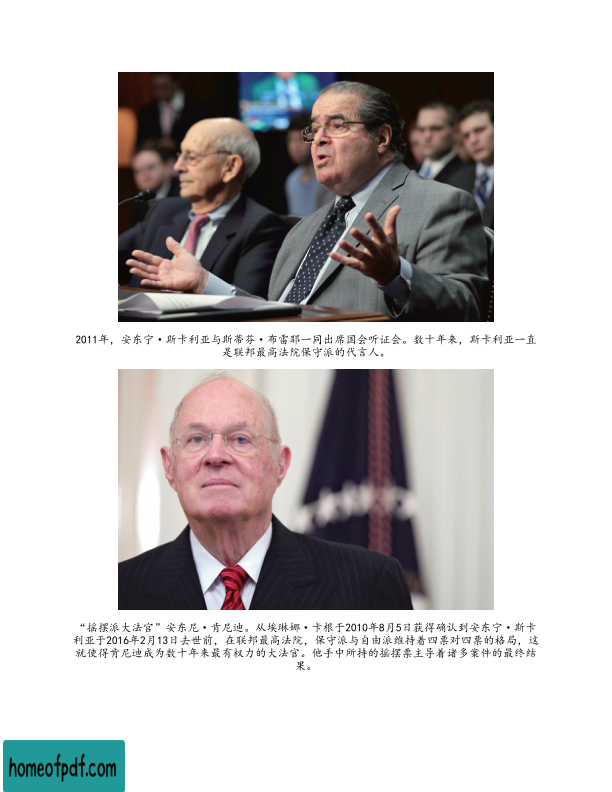 2011年，安东宁·斯卡利亚与斯蒂芬·布雷耶一同出席国会听证会。数十年来，斯卡利亚一直
是联邦最高法院保守派的代言人。
“摇摆派大法官”安东尼·肯尼迪。从埃琳娜·卡根于2010年8月5日获得确认到安东宁·斯卡
利亚于2016年2月13日去世前，在联邦最高法院，保守派与自由派维持着四票对四票的格局，这
就使得肯尼迪成为数十年来最有权力的大法官。他手中所持的摇摆票主导着诸多案件的最终结
果。
homeofpdf.com